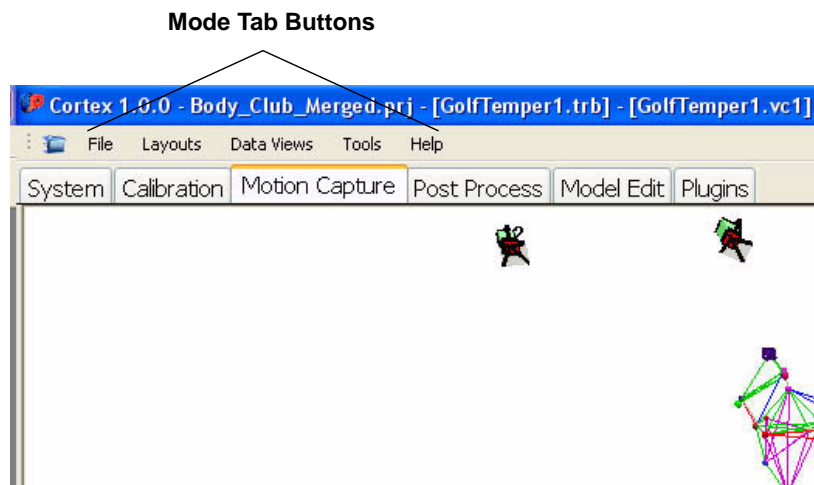 Mode Tab Buttons
Cortex 1.0.0 - Body_Club_Merged.prj - [GolfTemper1.trb] - [GolfTemper1.vc1]
File Layouts Data Views Tools Help
System Calibration Motion Capture Post Process Model Edit Plugins